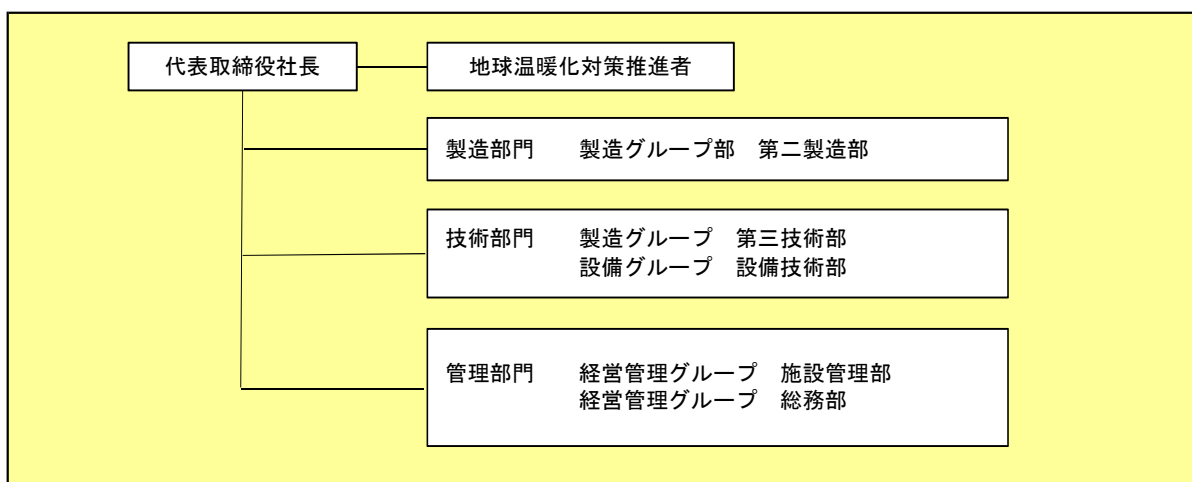 代表取締役社長　地球温暖化対策推進者
製造部門　製造グループ部　第二製造部
技術部門　製造グループ　第三技術部
設備グループ　設備技術部
管理部門　経営管理グループ　施設管理部
経営管理グループ　総務部